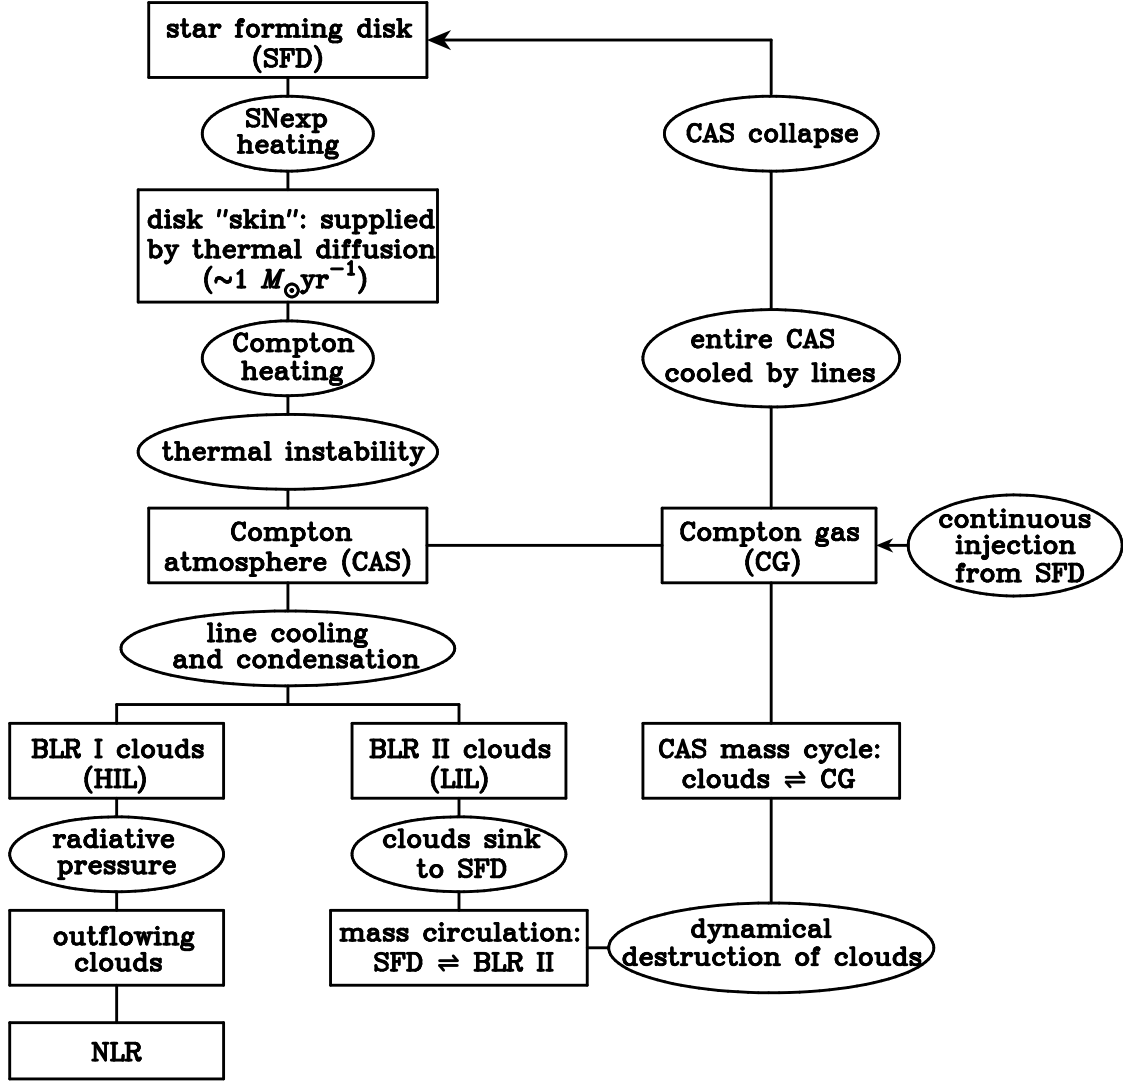 star forming disk
(SFD)
SNexp
heating
CAS collapse
disk "skin": supplied
by thermal diffusion
(~1 M⊙yr⁻¹)
Compton
heating
entire CAS
cooled by lines
thermal instability
Compton
atmosphere (CAS)
Compton gas
(CG)
continuous
injection
from SFD
line cooling
and condensation
BLR I clouds
(HIL)
BLR II clouds
(LIL)
CAS mass cycle:
clouds ⇌ CG
radiative
pressure
clouds sink
to SFD
outflowing
clouds
mass circulation:
SFD ⇌ BLR II
dynamical
destruction of clouds
NLR